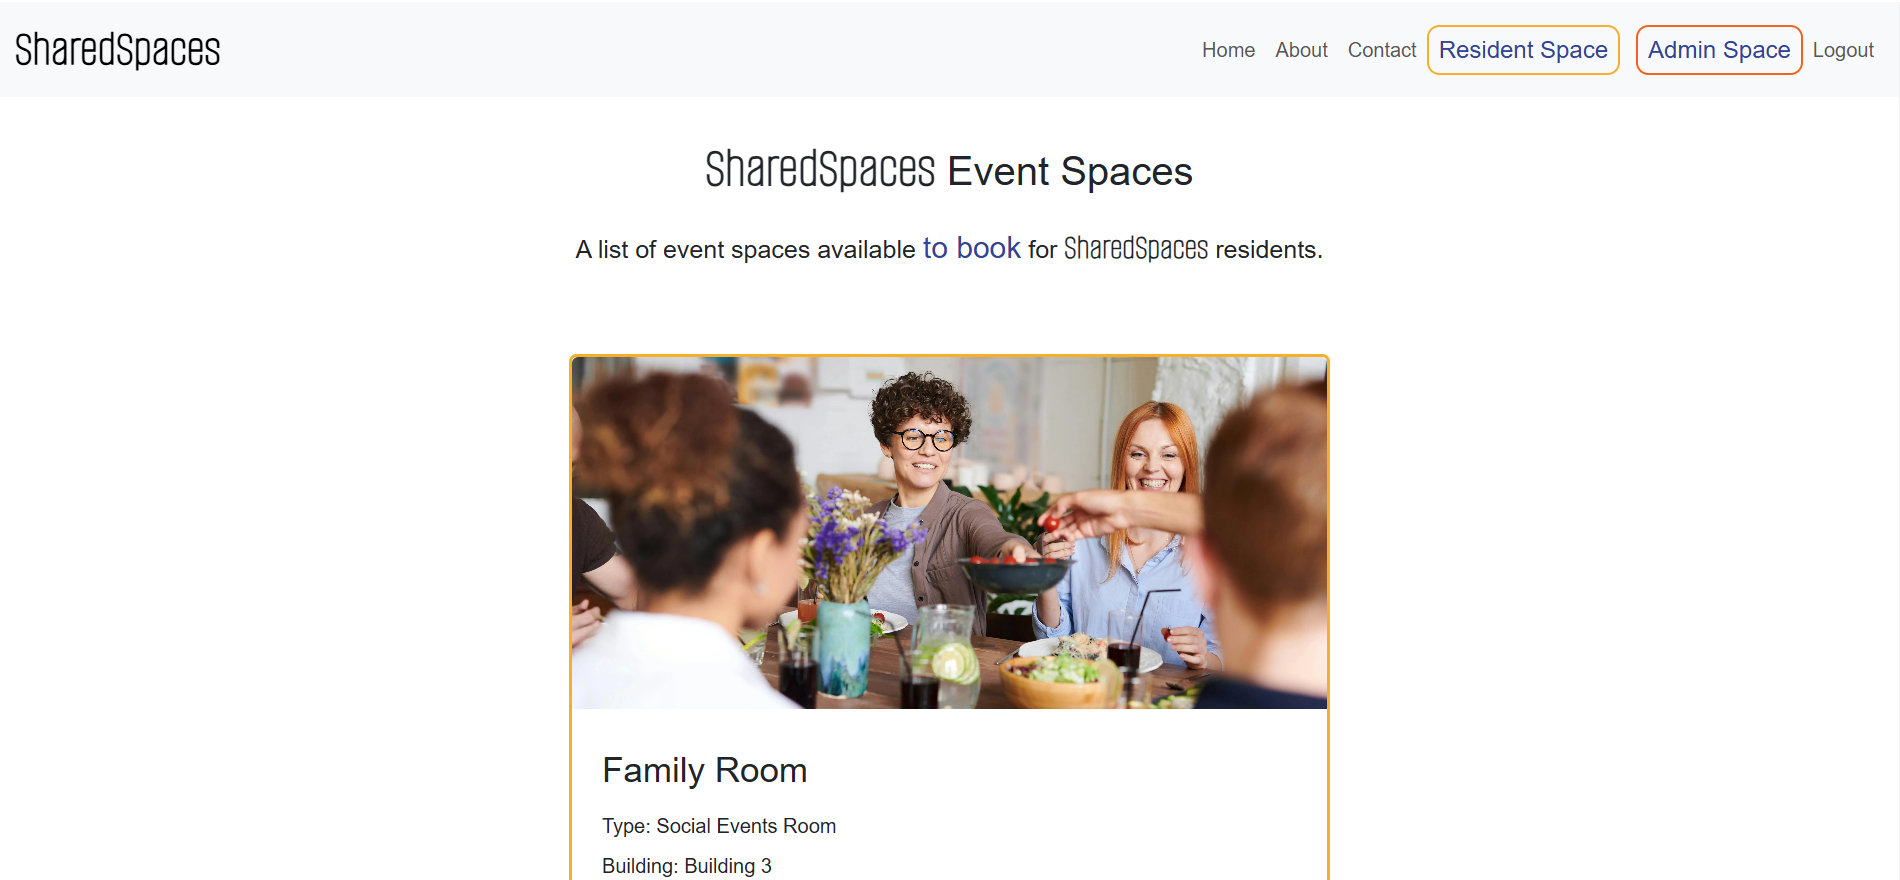 SharedSpaces Home About Contact Resident Space Admin Space Logout
SharedSpaces Event Spaces
A list of event spaces available to book for SharedSpaces residents.
Family Room
Type: Social Events Room
Building: Building 3